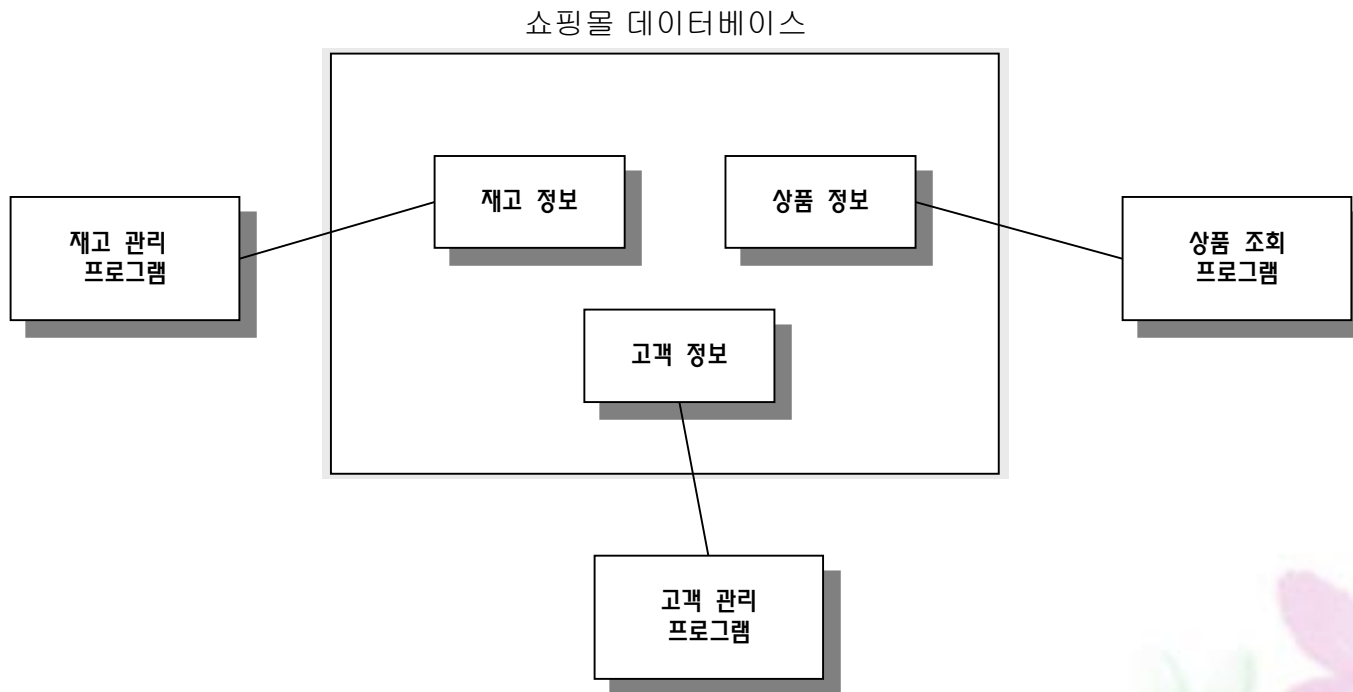 쇼핑몰 데이터베이스
재고 정보
상품 정보
재고 관리
프로그램
상품 조회
프로그램
고객 정보
고객 관리
프로그램